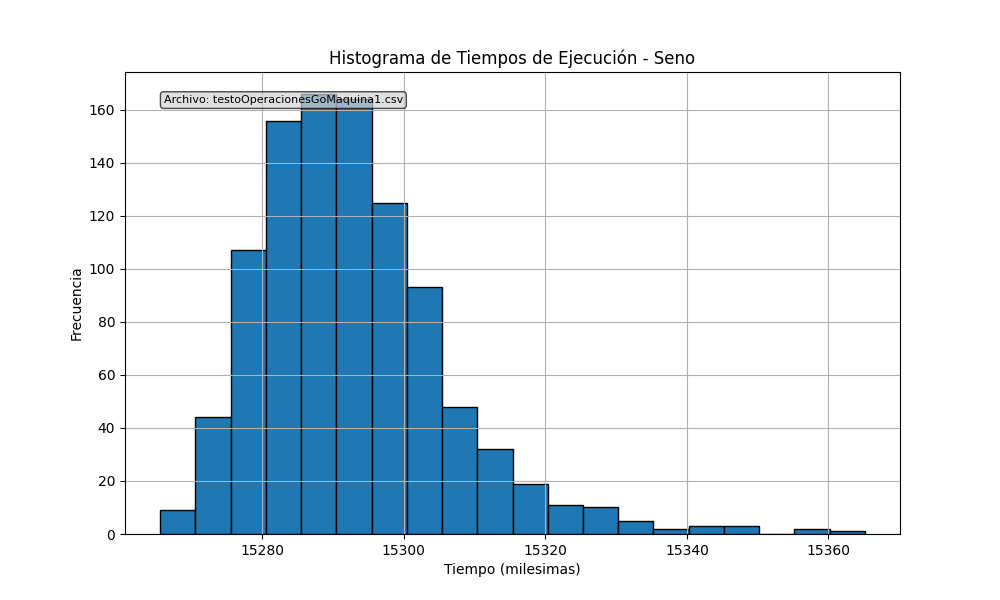 Histograma de Tiempos de Ejecución - Seno
Archivo: testoOperacionesGoMaquina1.csv
160
140
120
100
80
60
40
20
0
Frecuencia
15280 15300 15320 15340 15360
Tiempo (milesimas)